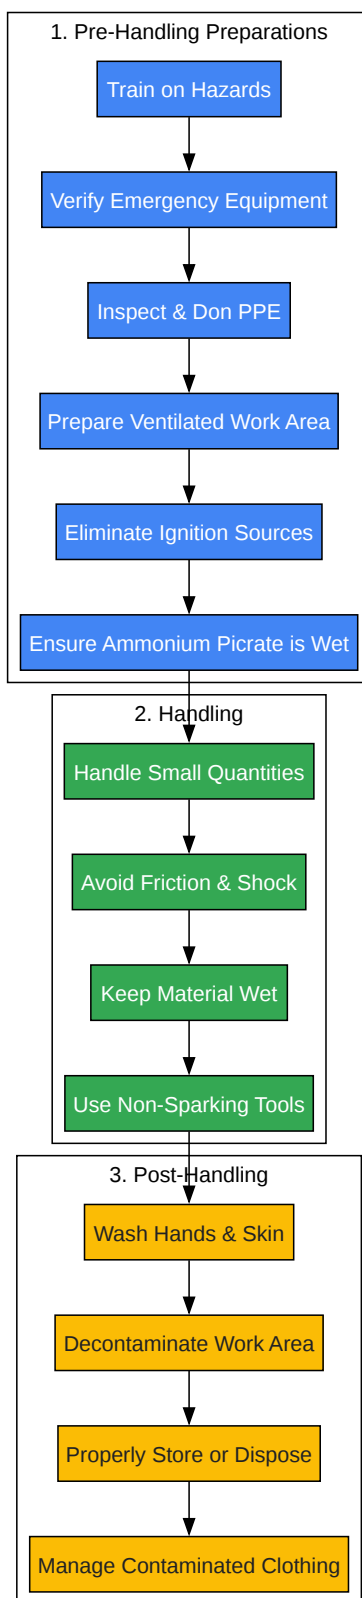 1. Pre-Handling Preparations
Train on Hazards
Verify Emergency Equipment
Inspect & Don PPE
Prepare Ventilated Work Area
Eliminate Ignition Sources
Ensure Ammonium Picrate is Wet
2. Handling
Handle Small Quantities
Avoid Friction & Shock
Keep Material Wet
Use Non-Sparking Tools
3. Post-Handling
Wash Hands & Skin
Decontaminate Work Area
Properly Store or Dispose
Manage Contaminated Clothing